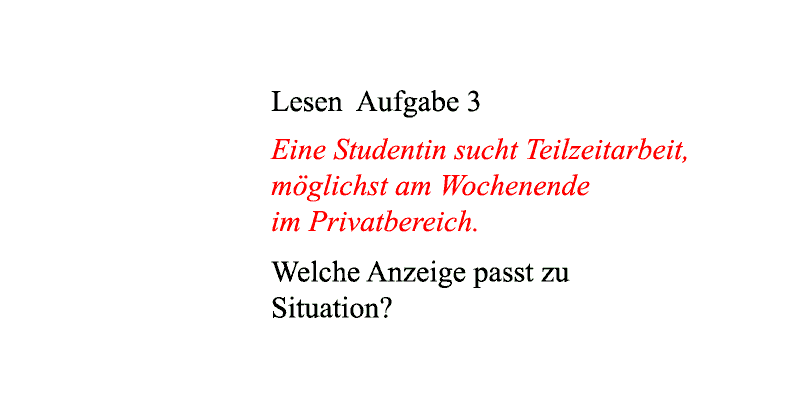 Lesen  Aufgabe 3
Eine Studentin sucht Teilzeitarbeit,
möglichst am Wochenende
im Privatbereich.
Welche Anzeige passt zu
Situation?